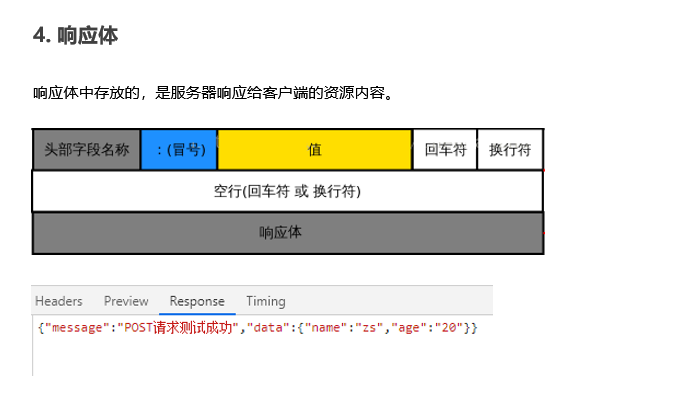 4. 响应体
响应体中存放的，是服务器响应给客户端的资源内容。
头部字段名称 ：(冒号) 值 回车符 换行符
空行(回车符 或 换行符)
响应体
Headers Preview Response Timing
{"message":"POST请求测试成功","data":{"name":"zs","age":"20"}}